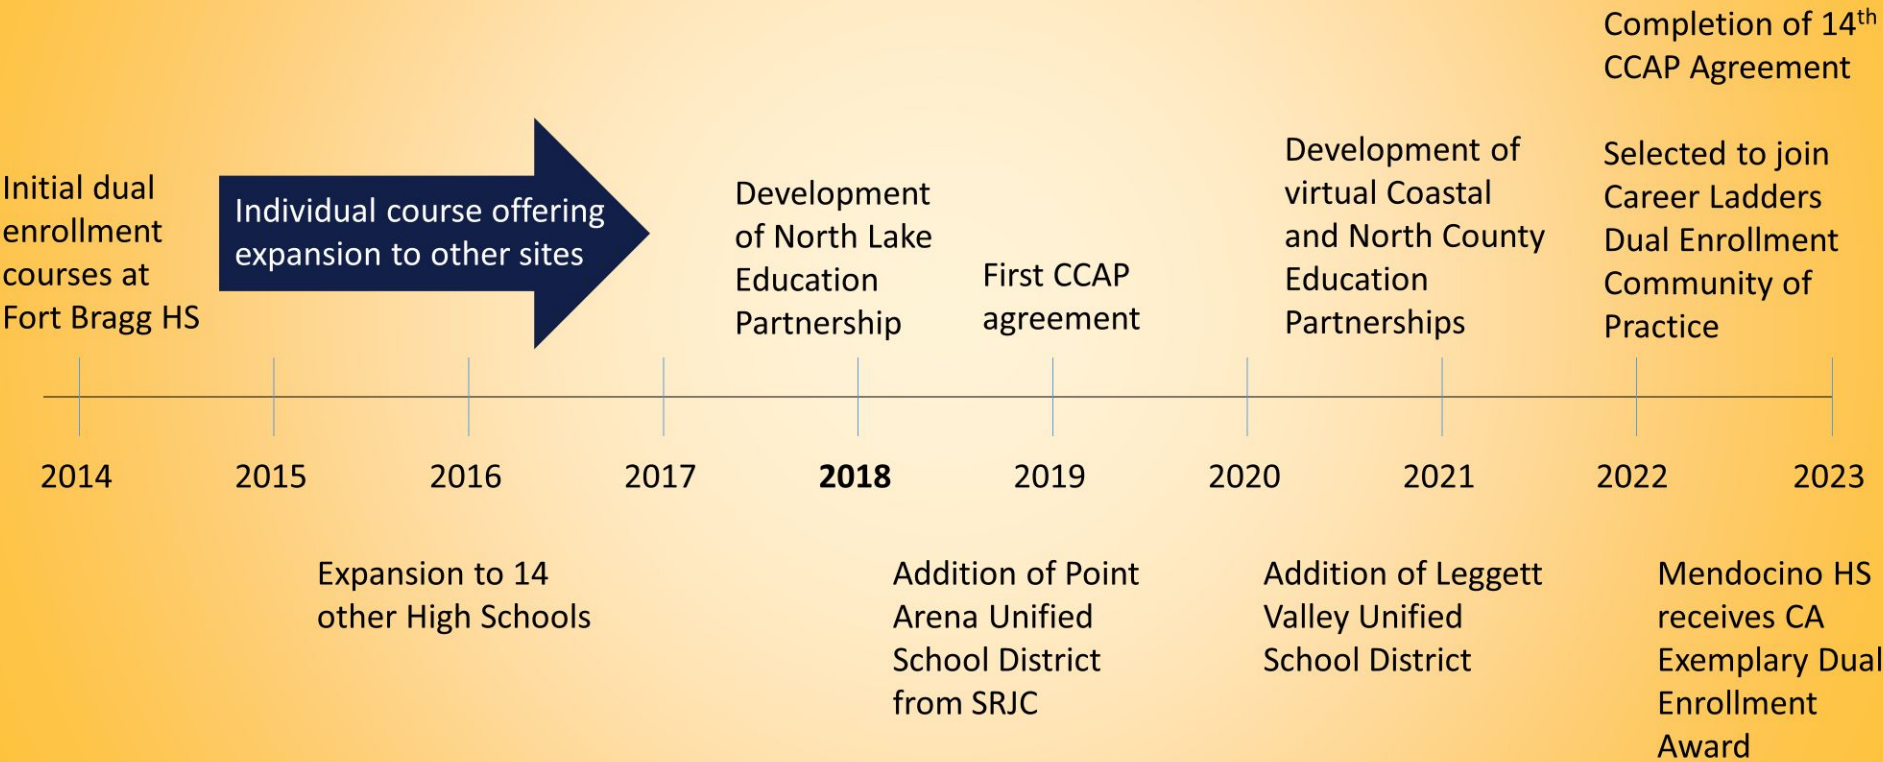 Initial dual
enrollment
courses at
Fort Bragg HS
Individual course offering
expansion to other sites
Development
of North Lake
Education
Partnership
First CCAP
agreement
Development of
virtual Coastal
and North County
Education
Partnerships
Completion of 14th
CCAP Agreement
Selected to join
Career Ladders
Dual Enrollment
Community of
Practice
2014 2015 2016 2017 2018 2019 2020 2021 2022 2023
Expansion to 14
other High Schools
Addition of Point
Arena Unified
School District
from SRJC
Addition of Leggett
Valley Unified
School District
Mendocino HS
receives CA
Exemplary Dual
Enrollment
Award